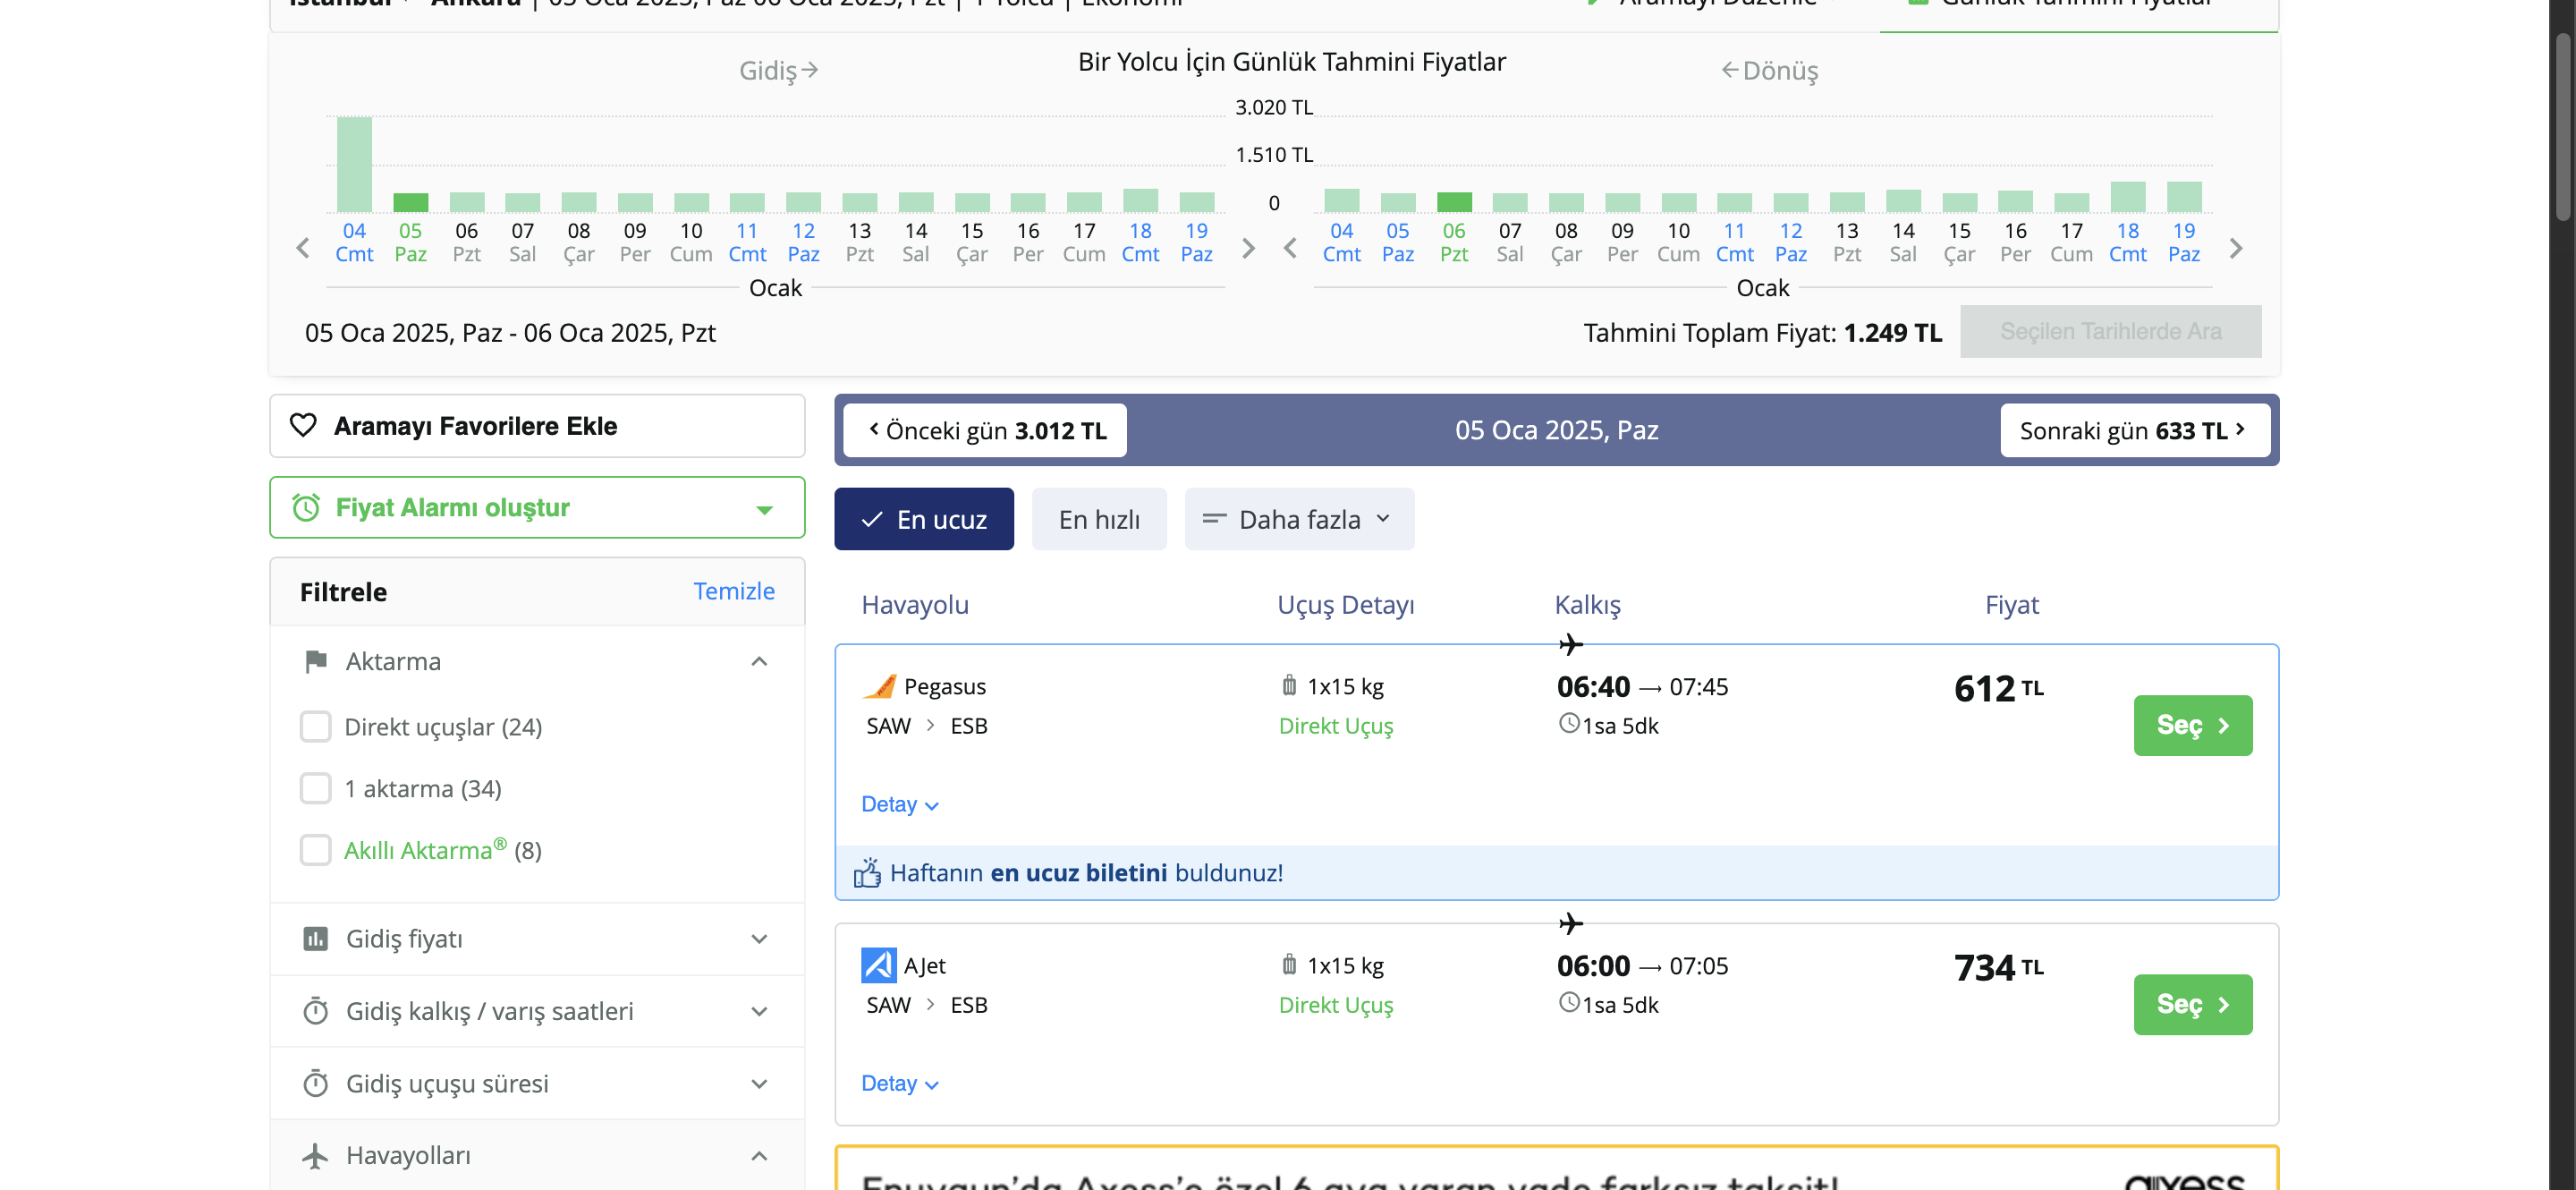 İstanbul Ankara | 05 Oca 2025, Paz 06 Oca 2025, Pzt | 1 Yolcu | Ekonomi
Aramayı Düzenle
Günlük Tahmini Fiyatlar
Gidiş→
Bir Yolcu İçin Günlük Tahmini Fiyatlar
←Dönüş
3.020 TL
1.510 TL
0
04 05 06 07 08 09 10 11 12 13 14 15 16 17 18 19
Cmt Paz Pzt Sal Çar Per Cum Cmt Paz Pzt Sal Çar Per Cum Cmt Paz
Ocak
04 05 06 07 08 09 10 11 12 13 14 15 16 17 18 19
Cmt Paz Pzt Sal Çar Per Cum Cmt Paz Pzt Sal Çar Per Cum Cmt Paz
Ocak
05 Oca 2025, Paz - 06 Oca 2025, Pzt
Tahmini Toplam Fiyat: 1.249 TL
Seçilen Tarihlerde Ara
Aramayı Favorilere Ekle
Fiyat Alarmı oluştur
Filtrele
Temizle
Aktarma
Direkt uçuşlar (24)
1 aktarma (34)
Akıllı Aktarma® (8)
Gidiş fiyatı
Gidiş kalkış / varış saatleri
Gidiş uçuşu süresi
Havayolları
Önceki gün 3.012 TL
05 Oca 2025, Paz
Sonraki gün 633 TL
En ucuz
En hızlı
Daha fazla
Havayolu
Uçuş Detayı
Kalkış
Fiyat
Pegasus
SAW > ESB
1x15 kg
Direkt Uçuş
06:40 → 07:45
1sa 5dk
612 TL
Seç
Detay
Haftanın en ucuz biletini buldunuz!
AJet
SAW > ESB
1x15 kg
Direkt Uçuş
06:00 → 07:05
1sa 5dk
734 TL
Seç
Detay
Enuygun'da Axess'e özel 6 aya varan vade farksız taksit!
axess